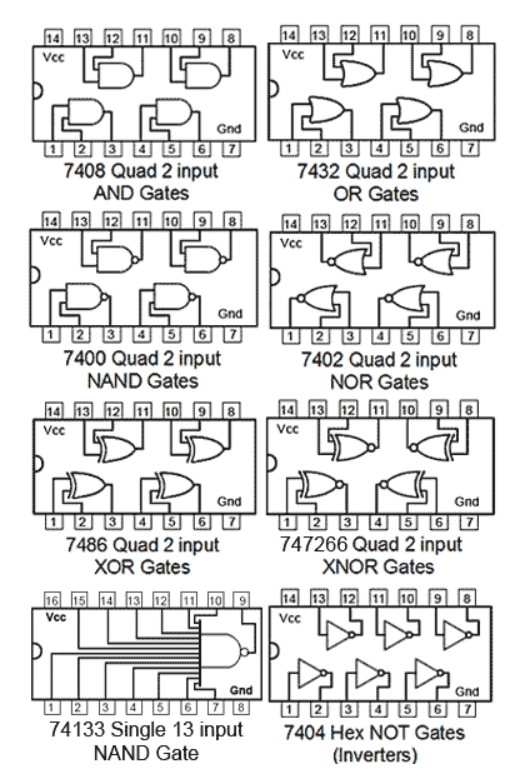 14 13 12 11 10 9 8 14 13 12 11 10 9 8
Vcc Vcc
Gnd Gnd
1 2 3 4 5 6 7 1 2 3 4 5 6 7
7408 Quad 2 input 7432 Quad 2 input
AND Gates OR Gates
14 13 12 11 10 9 8 14 13 12 11 10 9 8
Vcc Vcc
Gnd Gnd
1 2 3 4 5 6 7 1 2 3 4 5 6 7
7400 Quad 2 input 7402 Quad 2 input
NAND Gates NOR Gates
14 13 12 11 10 9 8 14 13 12 11 10 9 8
Vcc Vcc
Gnd Gnd
1 2 3 4 5 6 7 1 2 3 4 5 6 7
7486 Quad 2 input 747266 Quad 2 input
XOR Gates XNOR Gates
16 15 14 13 12 11 10 9 14 13 12 11 10 9 8
Vcc Vcc
Gnd Gnd
1 2 3 4 5 6 7 8 1 2 3 4 5 6 7
74133 Single 13 input 7404 Hex NOT Gates
NAND Gate (Inverters)